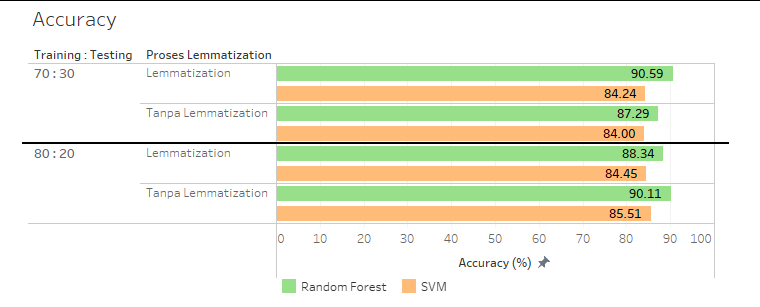 Accuracy
Training : Testing Proses Lemmatization
70 : 30 Lemmatization 90.59
84.24
Tanpa Lemmatization 87.29
84.00
80 : 20 Lemmatization 88.34
84.45
Tanpa Lemmatization 90.11
85.51
0 10 20 30 40 50 60 70 80 90 100
Accuracy (%)
Random Forest SVM